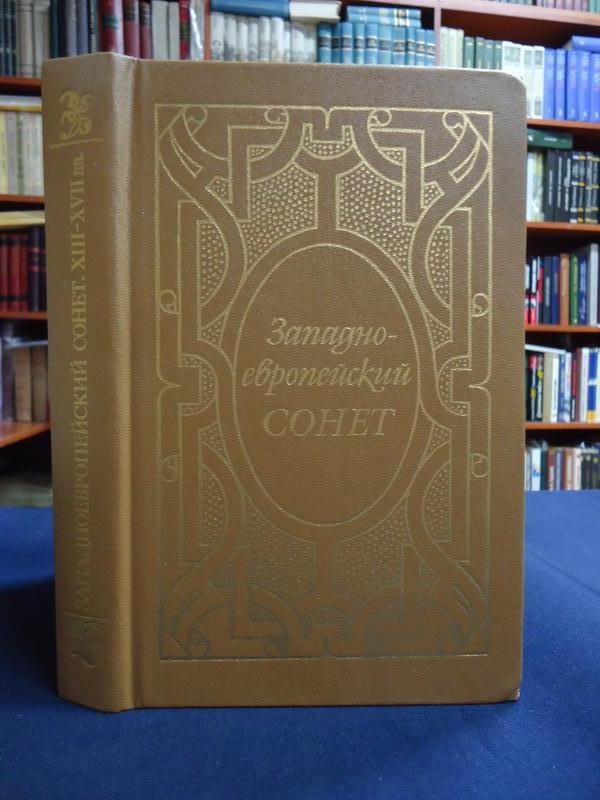 Западно-
европейский
СОНЕТ
ЗАПАДНОЕВРОПЕЙСКИЙ СОНЕТ. XIII-XVII вв.